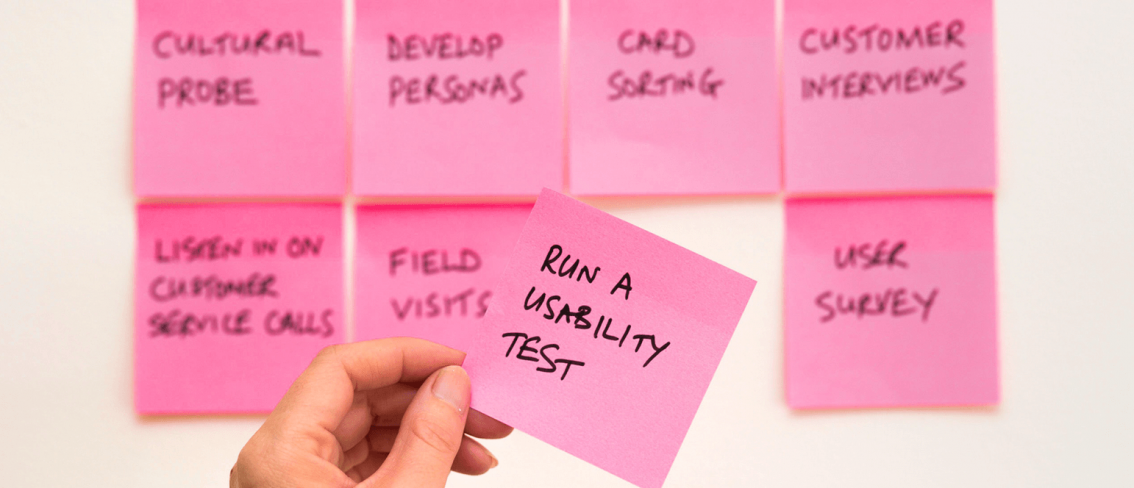 CULTURAL
PROBE
DEVELOP
PERSONAS
CARD
SORTING
CUSTOMER
INTERVIEWS
LISTEN IN ON
CUSTOMER
SERVICE CALLS
FIELD
VISITS
RUN A
USABILITY
TEST
USER
SURVEY